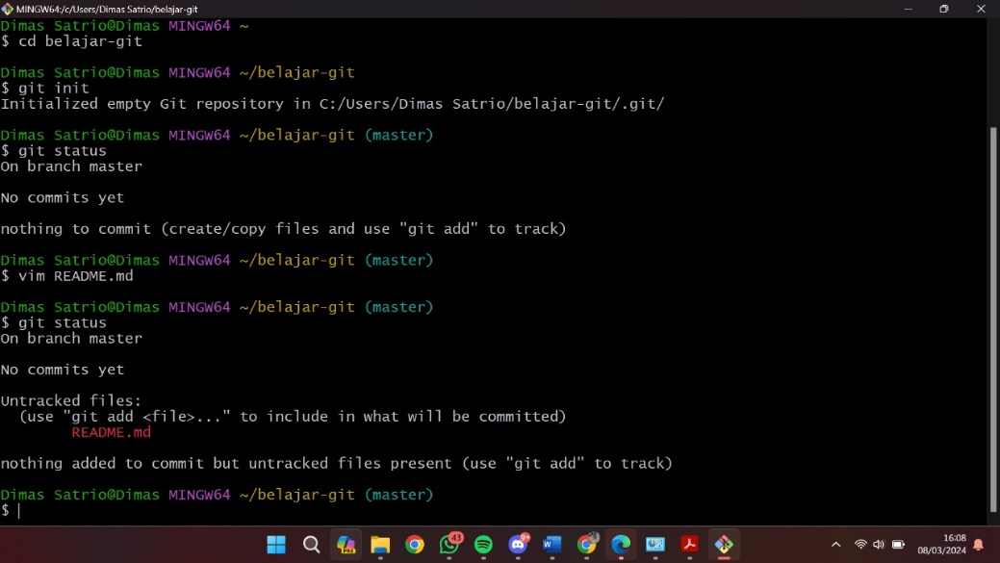 MINGW64:/c/Users/Dimas Satrio/belajar-git
Dimas Satrio@Dimas MINGW64 ~
$ cd belajar-git
Dimas Satrio@Dimas MINGW64 ~/belajar-git
$ git init
Initialized empty Git repository in C:/Users/Dimas Satrio/belajar-git/.git/
Dimas Satrio@Dimas MINGW64 ~/belajar-git (master)
$ git status
On branch master
No commits yet
nothing to commit (create/copy files and use "git add" to track)
Dimas Satrio@Dimas MINGW64 ~/belajar-git (master)
$ vim README.md
Dimas Satrio@Dimas MINGW64 ~/belajar-git (master)
$ git status
On branch master
No commits yet
Untracked files:
(use "git add <file>..." to include in what will be committed)
README.md
nothing added to commit but untracked files present (use "git add" to track)
Dimas Satrio@Dimas MINGW64 ~/belajar-git (master)
$
PRE
43
9+
W
16:08
08/03/2024